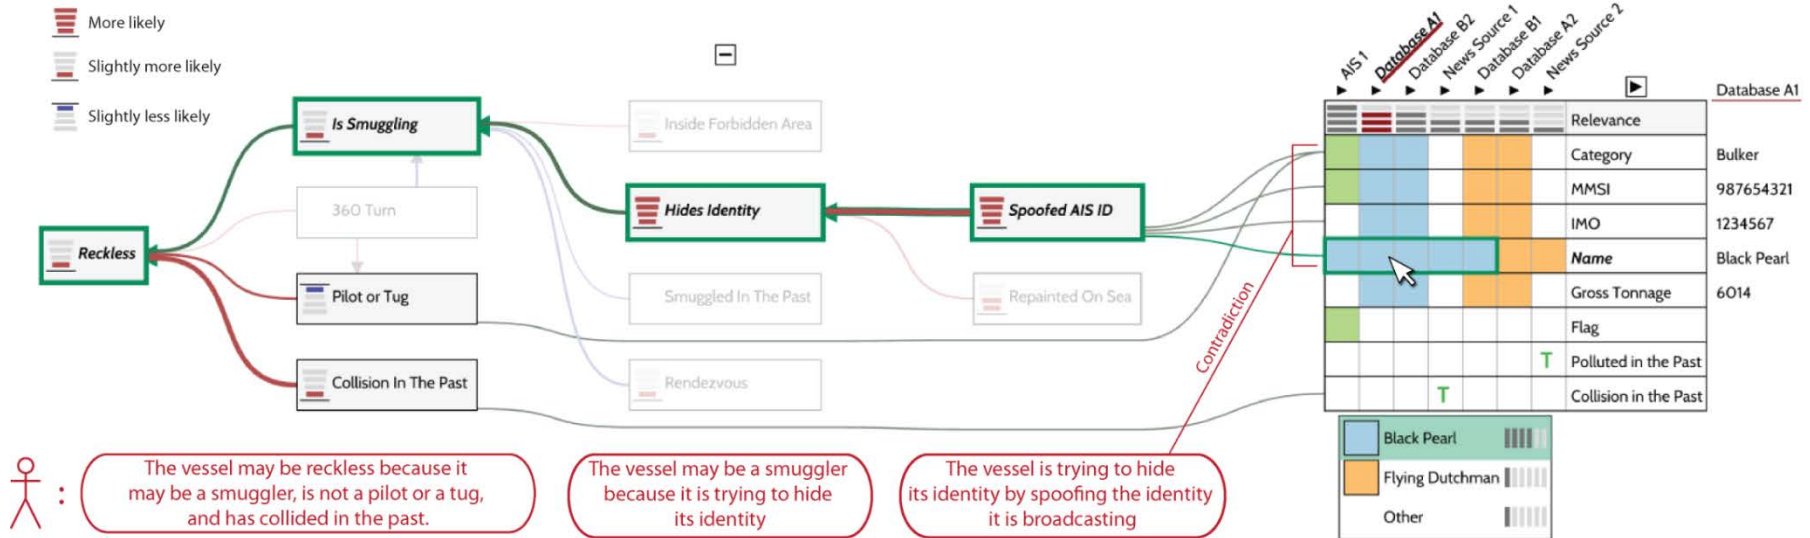 More likely
Slightly more likely
Slightly less likely
Reckless
Is Smuggling
360 Turn
Pilot or Tug
Collision In The Past
Inside Forbidden Area
Hides Identity
Smuggled In The Past
Rendezvous
Spoofed AIS ID
Repainted On Sea
Contradiction
AIS 1
Database A1
Database B2
News Source 1
Database B1
Database A2
News Source 2
Database A1
Relevance
Category Bulker
MMSI 987654321
IMO 1234567
Name Black Pearl
Gross Tonnage 6014
Flag
T Polluted in the Past
T Collision in the Past
Black Pearl
Flying Dutchman
Other
:
The vessel may be reckless because it
may be a smuggler, is not a pilot or a tug,
and has collided in the past.
The vessel may be a smuggler
because it is trying to hide
its identity
The vessel is trying to hide
its identity by spoofing the identity
it is broadcasting